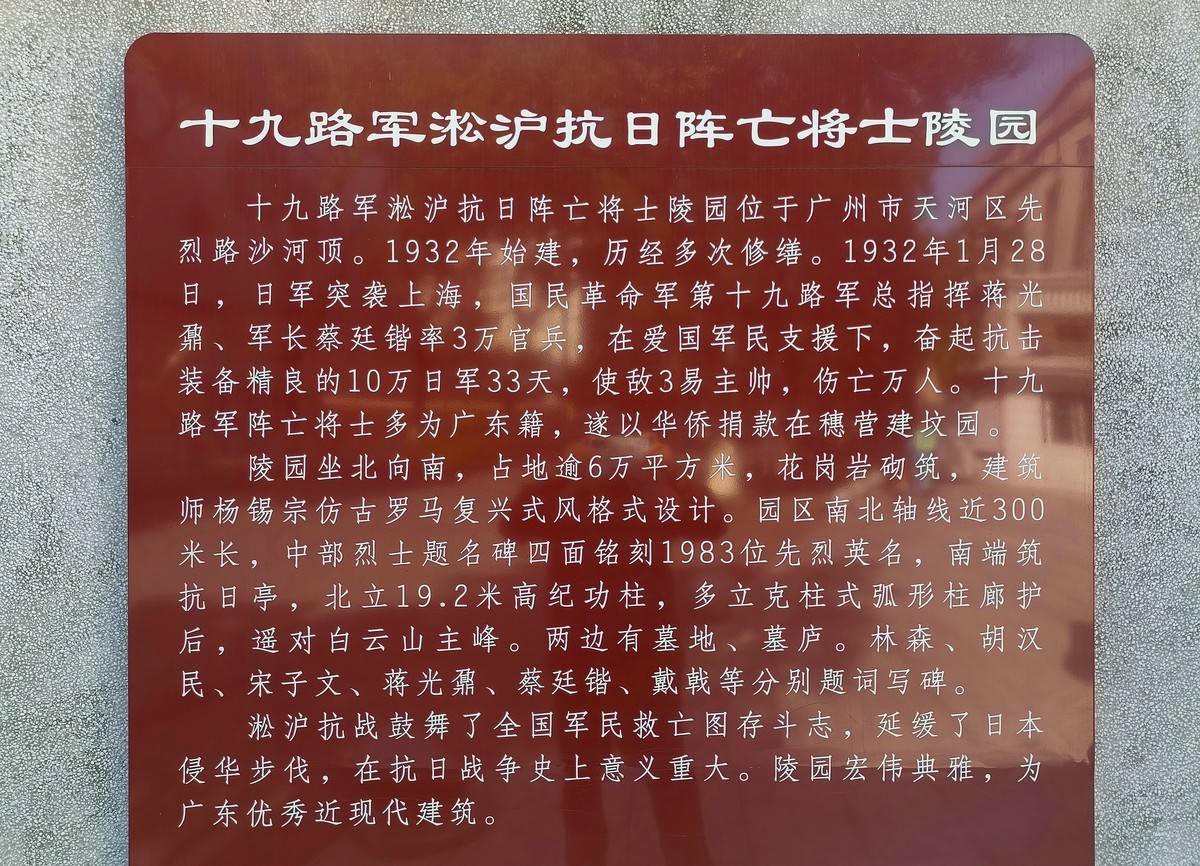 十九路军淞沪抗日阵亡将士陵园
十九路军淞沪抗日阵亡将士陵园位于广州市天河区先
烈路沙河顶。1932年始建，历经多次修缮。1932年1月28
日，日军突袭上海，国民革命军第十九路军总指挥蒋光
鼐、军长蔡廷锴率3万官兵，在爱国军民支援下，奋起抗击
装备精良的10万日军33天，使敌3易主帅，伤亡万人。十九
路军阵亡将士多为广东籍，遂以华侨捐款在穗营建坟园。
陵园坐北向南，占地逾6万平方米，花岗岩砌筑，建筑
师杨锡宗仿古罗马复兴式风格式设计。园区南北轴线近300
米长，中部烈士题名碑四面铭刻1983位先烈英名，南端筑
抗日亭，北立19.2米高纪功柱，多立克柱式弧形柱廊护
后，遥对白云山主峰。两边有墓地、墓庐。林森、胡汉
民、宋子文、蒋光鼐、蔡廷锴、戴戟等分别题词写碑。
淞沪抗战鼓舞了全国军民救亡图存斗志，延缓了日本
侵华步伐，在抗日战争史上意义重大。陵园宏伟典雅，为
广东优秀近现代建筑。